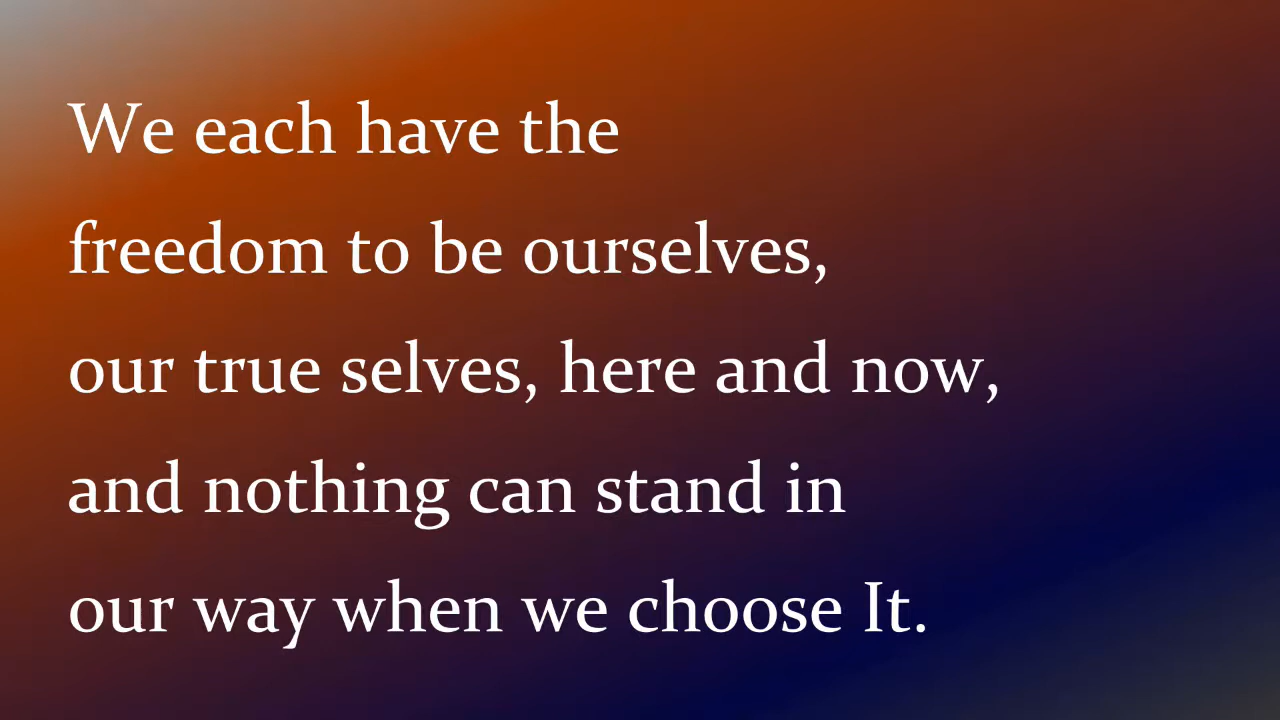 We each have the
freedom to be ourselves,
our true selves, here and now,
and nothing can stand in
our way when we choose It.